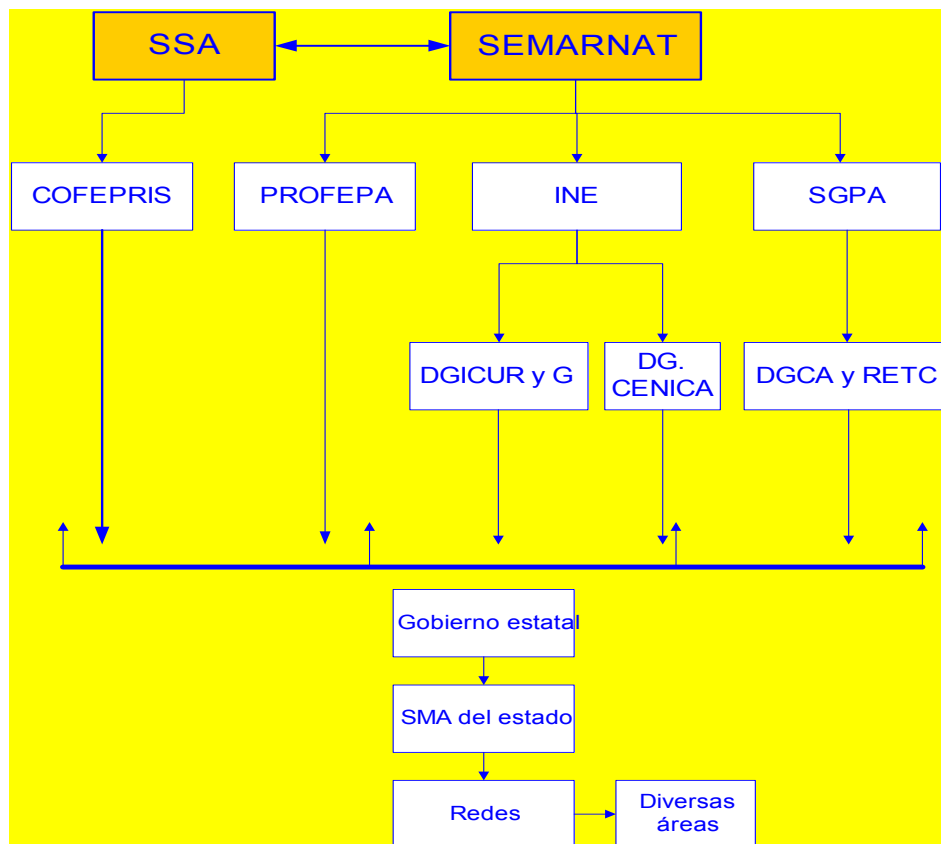 SSA
SEMARNAT
COFEPRIS
PROFEPA
INE
SGPA
DGICUR y G
DG.
CENICA
DGCA y RETC
Gobierno estatal
SMA del estado
Redes
Diversas
áreas